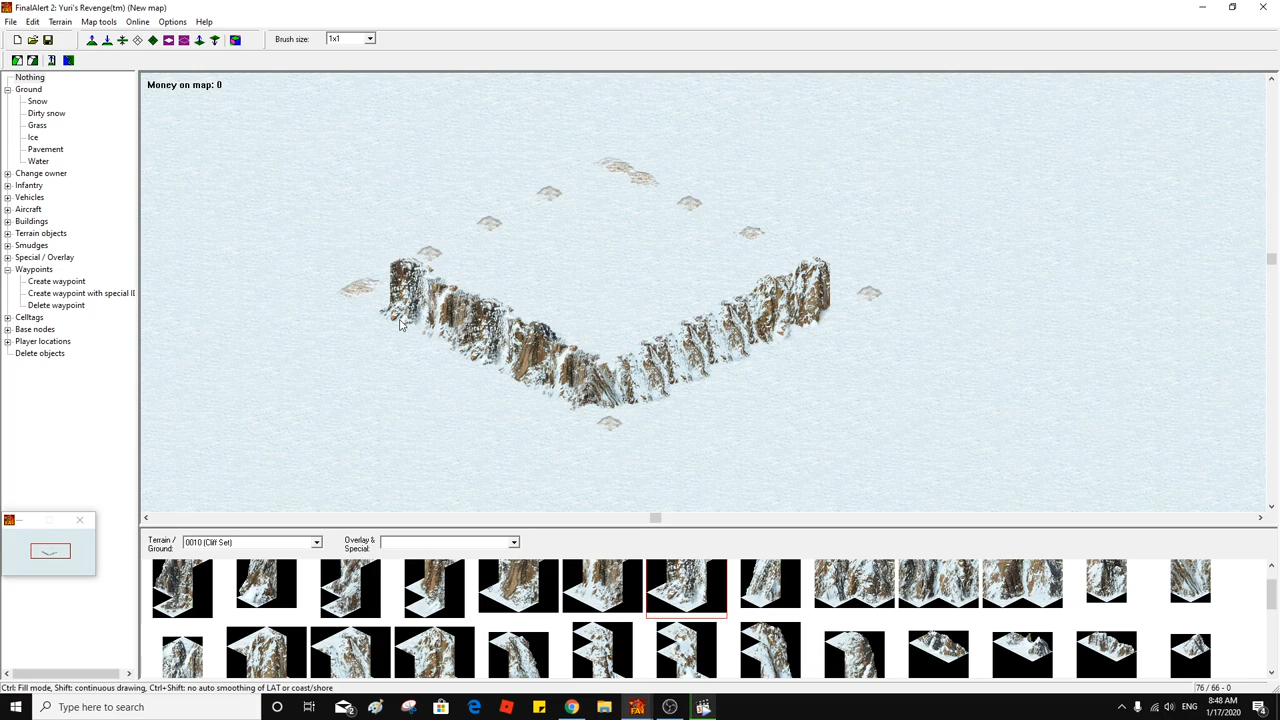 FinalAlert 2: Yuri's Revenge(tm) (New map)
File Edit Terrain Map tools Online Options Help
Brush size: 1x1
Nothing
Ground
Snow
Dirty snow
Grass
Ice
Pavement
Water
Change owner
Infantry
Vehicles
Aircraft
Buildings
Terrain objects
Smudges
Special / Overlay
Waypoints
Create waypoint
Create waypoint with special I
Delete waypoint
Celltags
Base nodes
Player locations
Delete objects
Money on map: 0
Terrain / Ground: 0010 (Cliff Set) Overlay & Special:
Ctrl: Fill mode, Shift: continuous drawing, Ctrl+Shift: no auto smoothing of LAT or coast/shore
76 / 66 - 0
Type here to search
ENG
8:48 AM
1/17/2020